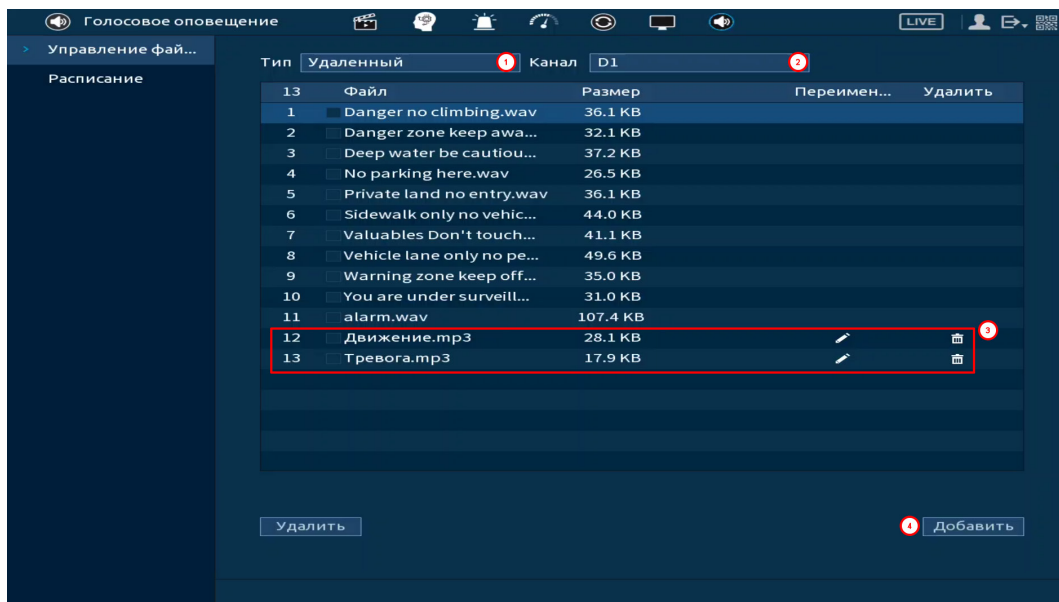 Голосовое оповещение LIVE
Управление фай...
Расписание
Тип Удаленный 1 Канал D1 2
13 Файл Размер Переимен... Удалить
1 Danger no climbing.wav 36.1 KB
2 Danger zone keep awa... 32.1 KB
3 Deep water be cautiou... 37.2 KB
4 No parking here.wav 26.5 KB
5 Private land no entry.wav 36.1 KB
6 Sidewalk only no vehic... 44.0 KB
7 Valuables Don't touch... 41.1 KB
8 Vehicle lane only no pe... 49.6 KB
9 Warning zone keep off... 35.0 KB
10 You are under surveill... 31.0 KB
11 alarm.wav 107.4 KB
12 Движение.mp3 28.1 KB 3
13 Тревога.mp3 17.9 KB
Удалить 4 Добавить